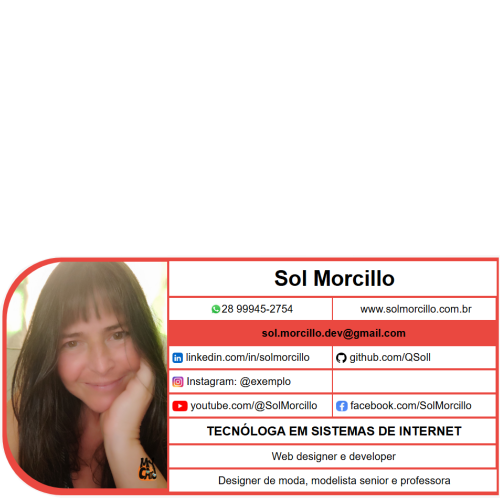 Sol Morcillo
28 99945-2754 www.solmorcillo.com.br
sol.morcillo.dev@gmail.com
linkedin.com/in/solmorcillo github.com/QSoll
Instagram: @exemplo
youtube.com/@SolMorcillo facebook.com/SolMorcillo
TECNÓLOGA EM SISTEMAS DE INTERNET
Web designer e developer
Designer de moda, modelista senior e professora